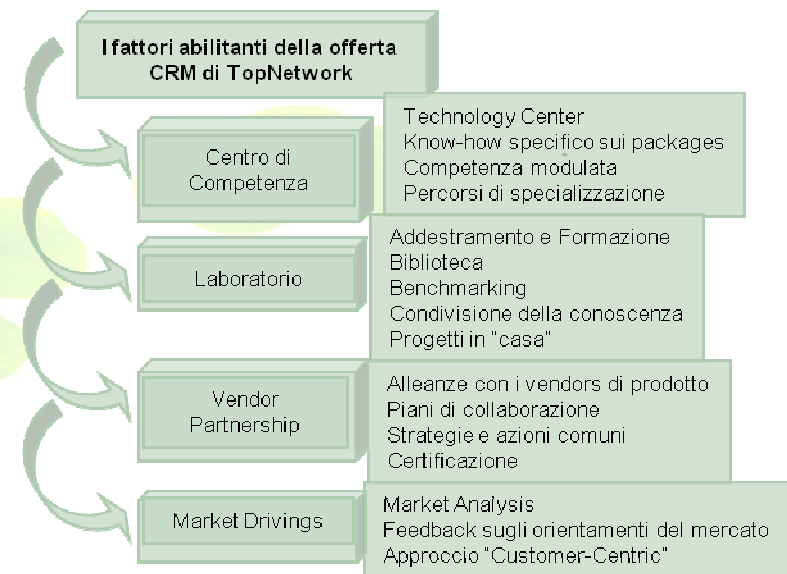 I fattori abilitanti della offerta
CRM di TopNetwork
Centro di
Competenza
Technology Center
Know-how specifico sui packages
Competenza modulata
Percorsi di specializzazione
Laboratorio
Addestramento e Formazione
Biblioteca
Benchmarking
Condivisione della conoscenza
Progetti in "casa"
Vendor
Partnership
Alleanze con i vendors di prodotto
Piani di collaborazione
Strategie e azioni comuni
Certificazione
Market Drivings
Market Analysis
Feedback sugli orientamenti del mercato
Approccio "Customer-Centric"